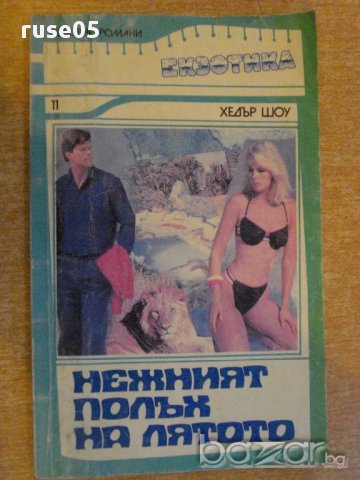 ruse05
РОМАНИ
ЕКЗОТИКА
11
ХЕДЪР ШОУ
НЕЖНИЯТ
ПОЛЪХ
НА ЛЯТОТО
bazar.bg